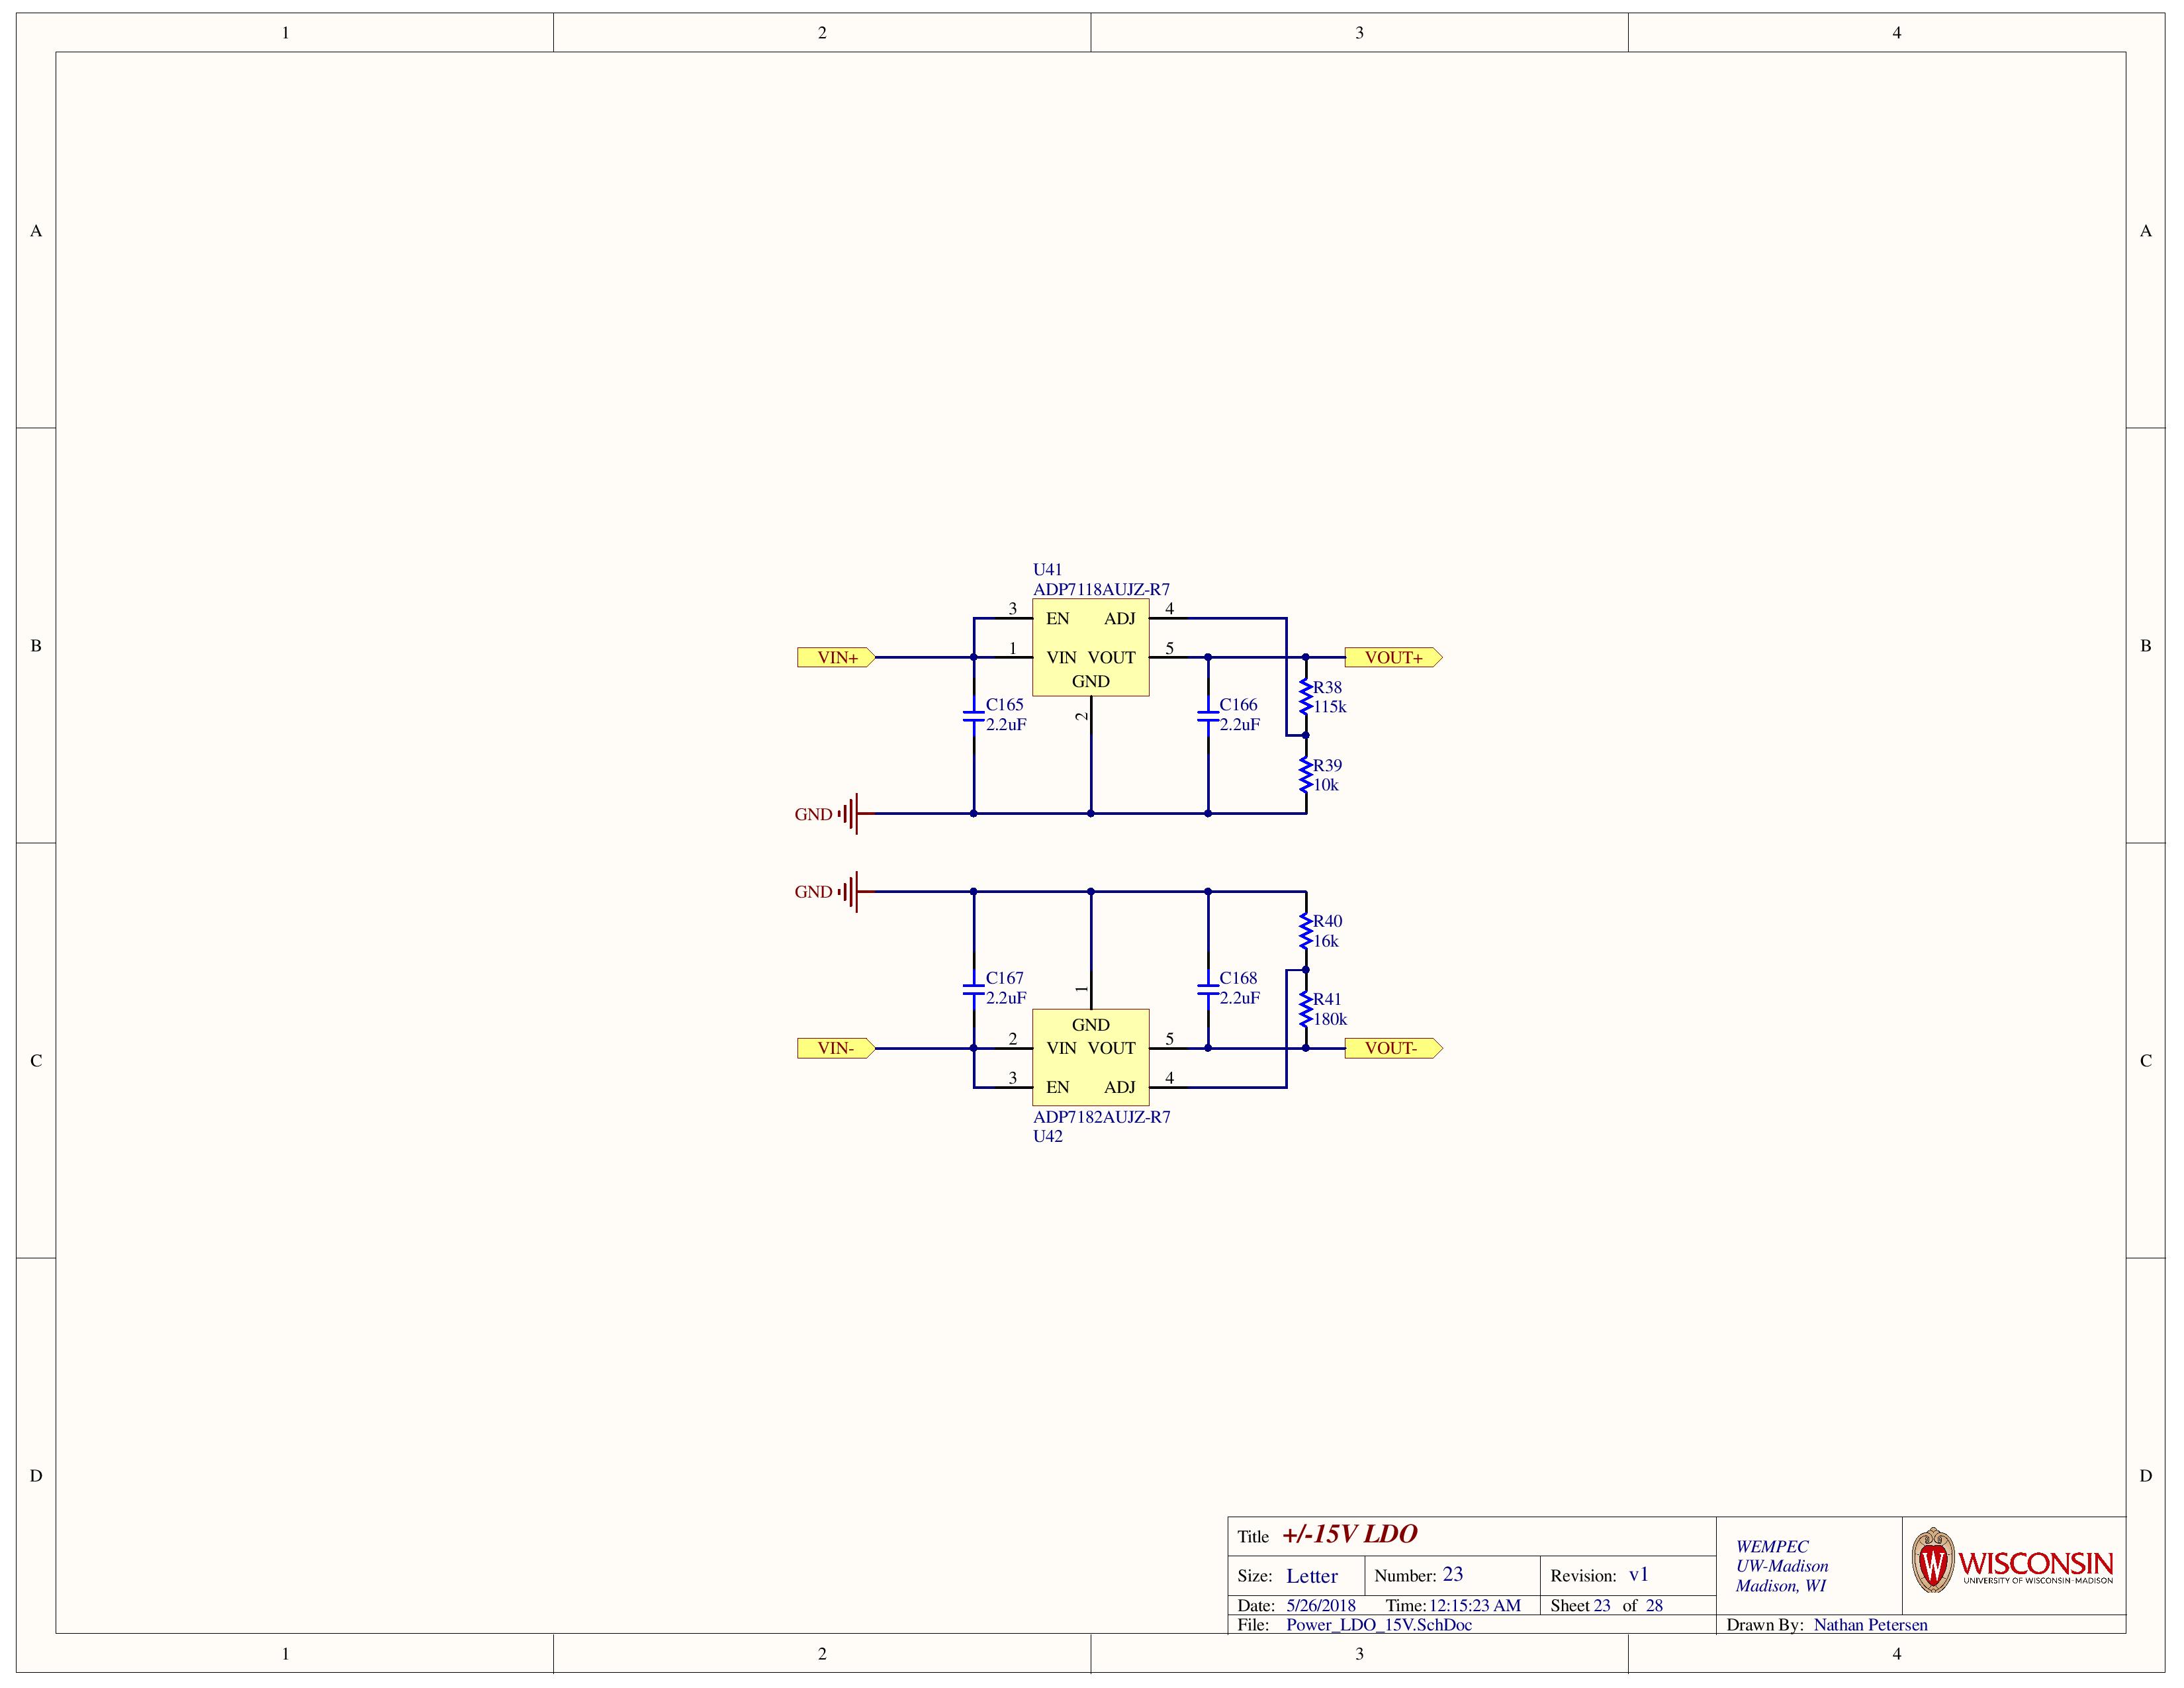 1 2 3 4
A A
B B
C C
D D
U41
ADP7118AUJZ-R7
3 EN ADJ 4
VIN+ 1 VIN VOUT 5 VOUT+
GND
2
C165
2.2uF
C166
2.2uF
R38
115k
R39
10k
GND
GND
R40
16k
C167
2.2uF
1
C168
2.2uF
R41
180k
GND
VIN- 2 VIN VOUT 5 VOUT-
3 EN ADJ 4
ADP7182AUJZ-R7
U42
Title +/-15V LDO
Size: Letter Number: 23 Revision: v1
Date: 5/26/2018 Time: 12:15:23 AM Sheet 23 of 28
File: Power_LDO_15V.SchDoc
WEMPEC
UW-Madison
Madison, WI
W WISCONSIN
UNIVERSITY OF WISCONSIN-MADISON
Drawn By: Nathan Petersen
1 2 3 4